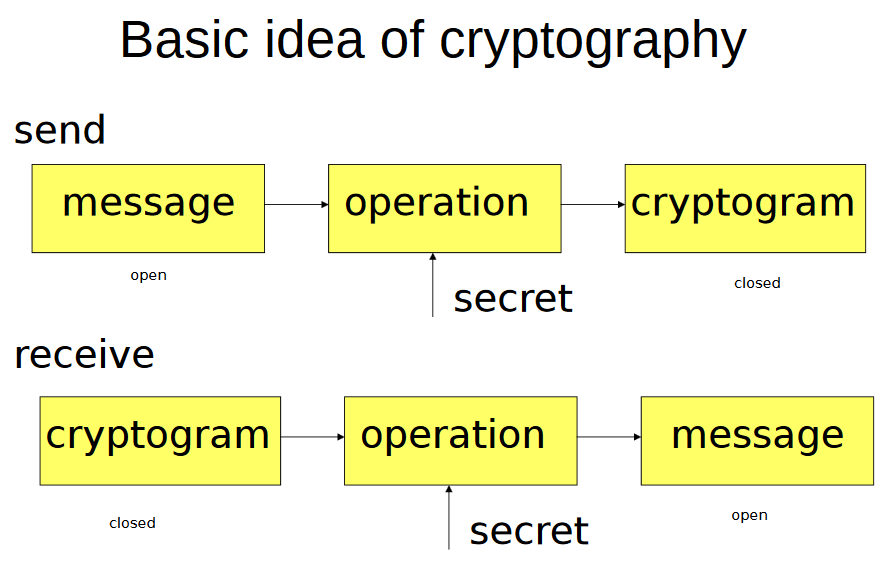 Basic idea of cryptography
send
message
operation
cryptogram
open
closed
secret
receive
cryptogram
operation
message
closed
open
secret